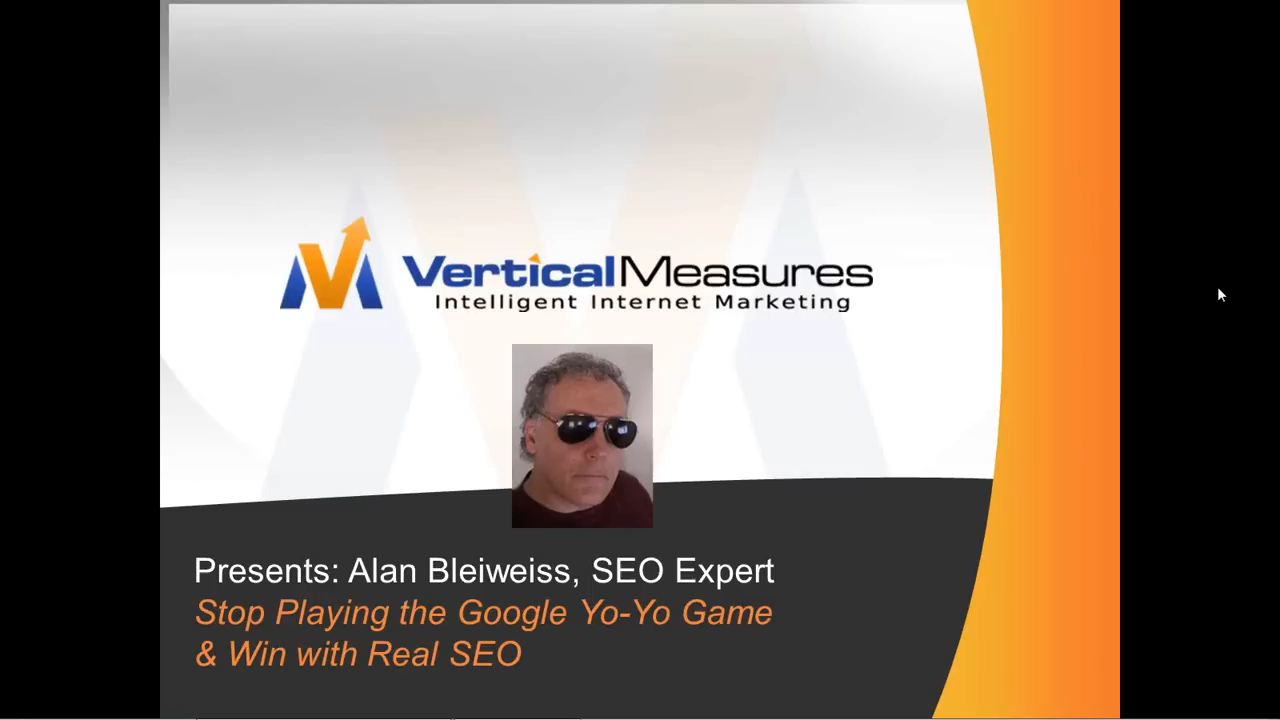 VerticalMeasures
Intelligent Internet Marketing
Presents: Alan Bleiweiss, SEO Expert
Stop Playing the Google Yo-Yo Game
& Win with Real SEO